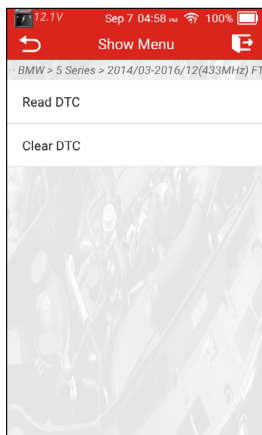 12.1V Sep 7 04:58 PM 100%
Show Menu
BMW > 5 Series > 2014/03-2016/12(433MHz) F1
Read DTC
Clear DTC